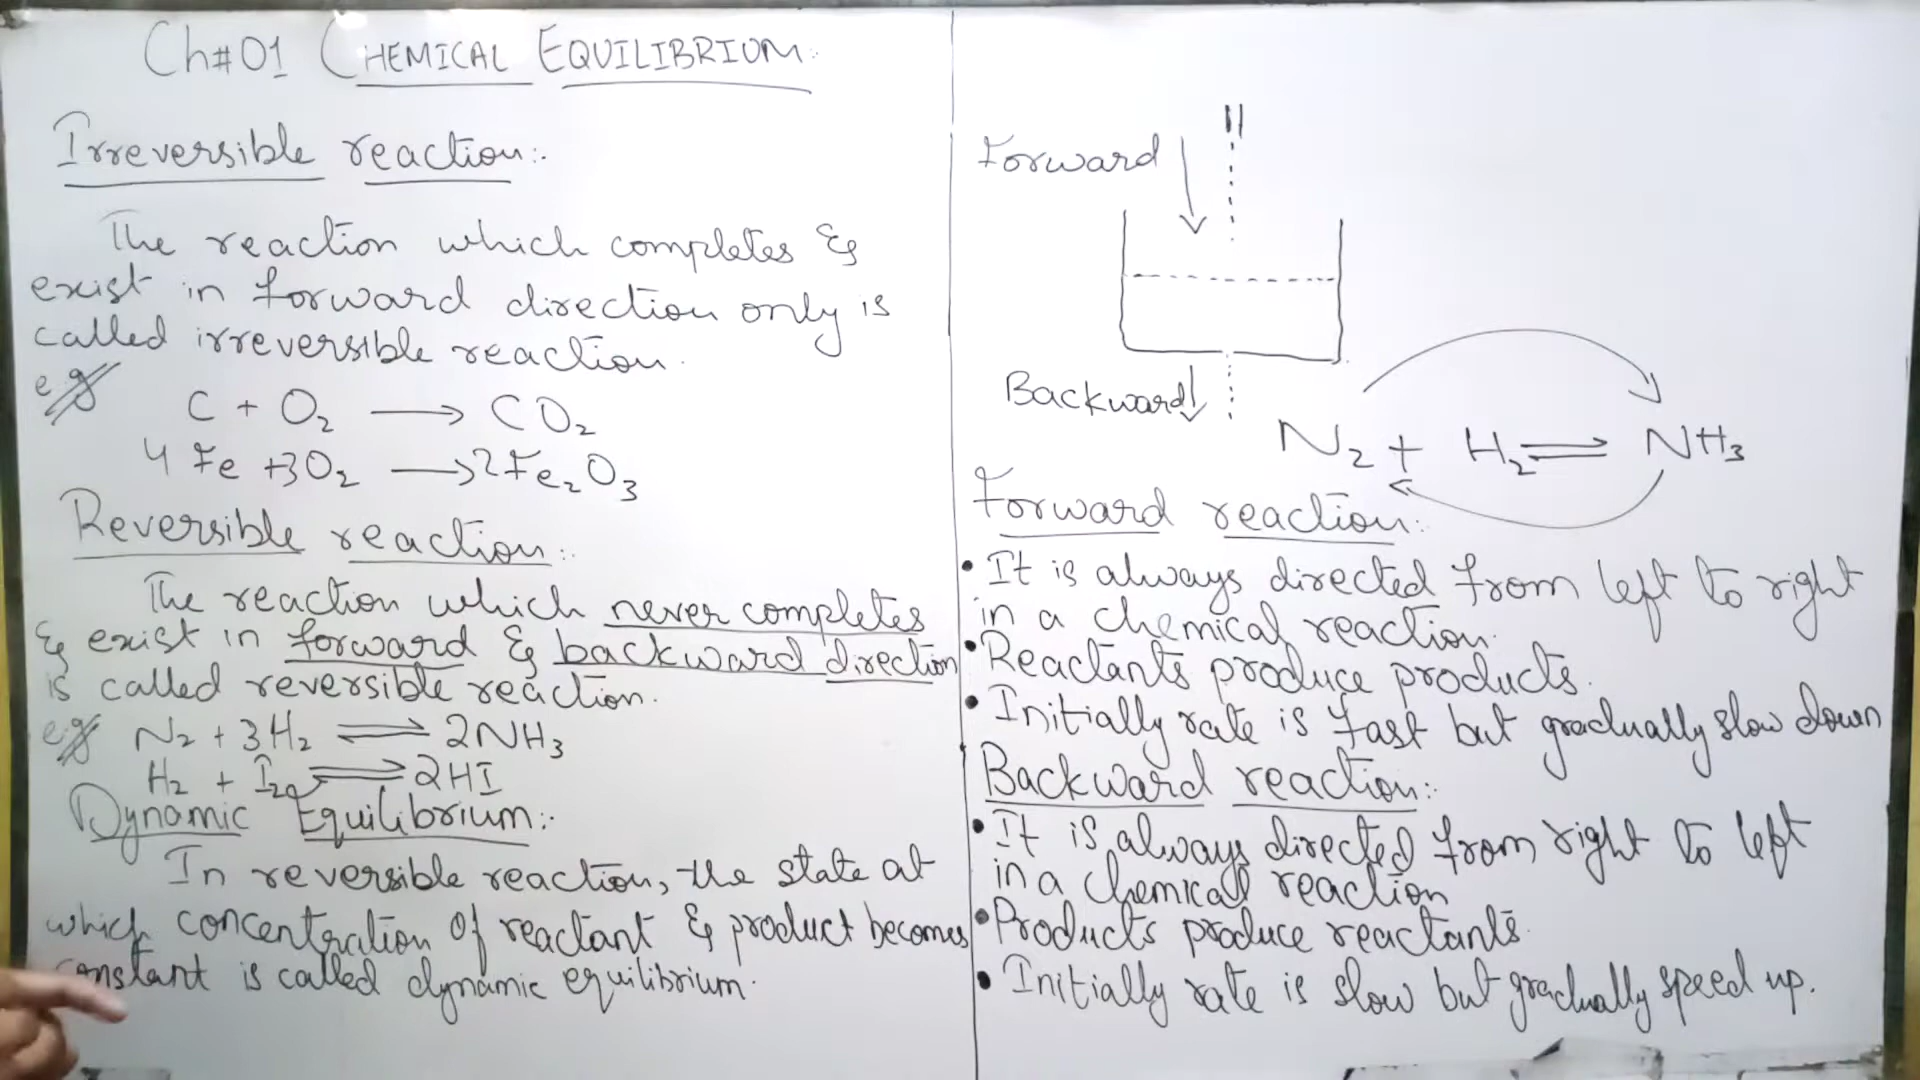 Ch#01 CHEMICAL EQUILIBRIUM:
Irreversible reaction:
The reaction which completes &
exist in forward direction only is
called irreversible reaction.
eg
C + O₂ ⟶ CO₂
4 Fe +3O₂ ⟶ 2Fe₂O₃
Reversible reaction:
The reaction which never completes
& exist in forward & backward direction
is called reversible reaction.
eg N₂ + 3H₂ ⇌ 2NH₃
H₂ + I₂ ⇌ 2HI
Dynamic Equilibrium:
In reversible reaction, the state at
which concentration of reactant & product becomes
constant is called dynamic equilibrium.
Forward
Backward
N₂ + H₂ ⇌ NH₃
Forward reaction:
• It is always directed from left to right
in a chemical reaction.
• Reactants produce products.
• Initially rate is fast but gradually slow down
Backward reaction:
• It is always directed from right to left
in a chemical reaction
• Products produce reactants.
• Initially rate is slow but gradually speed up.